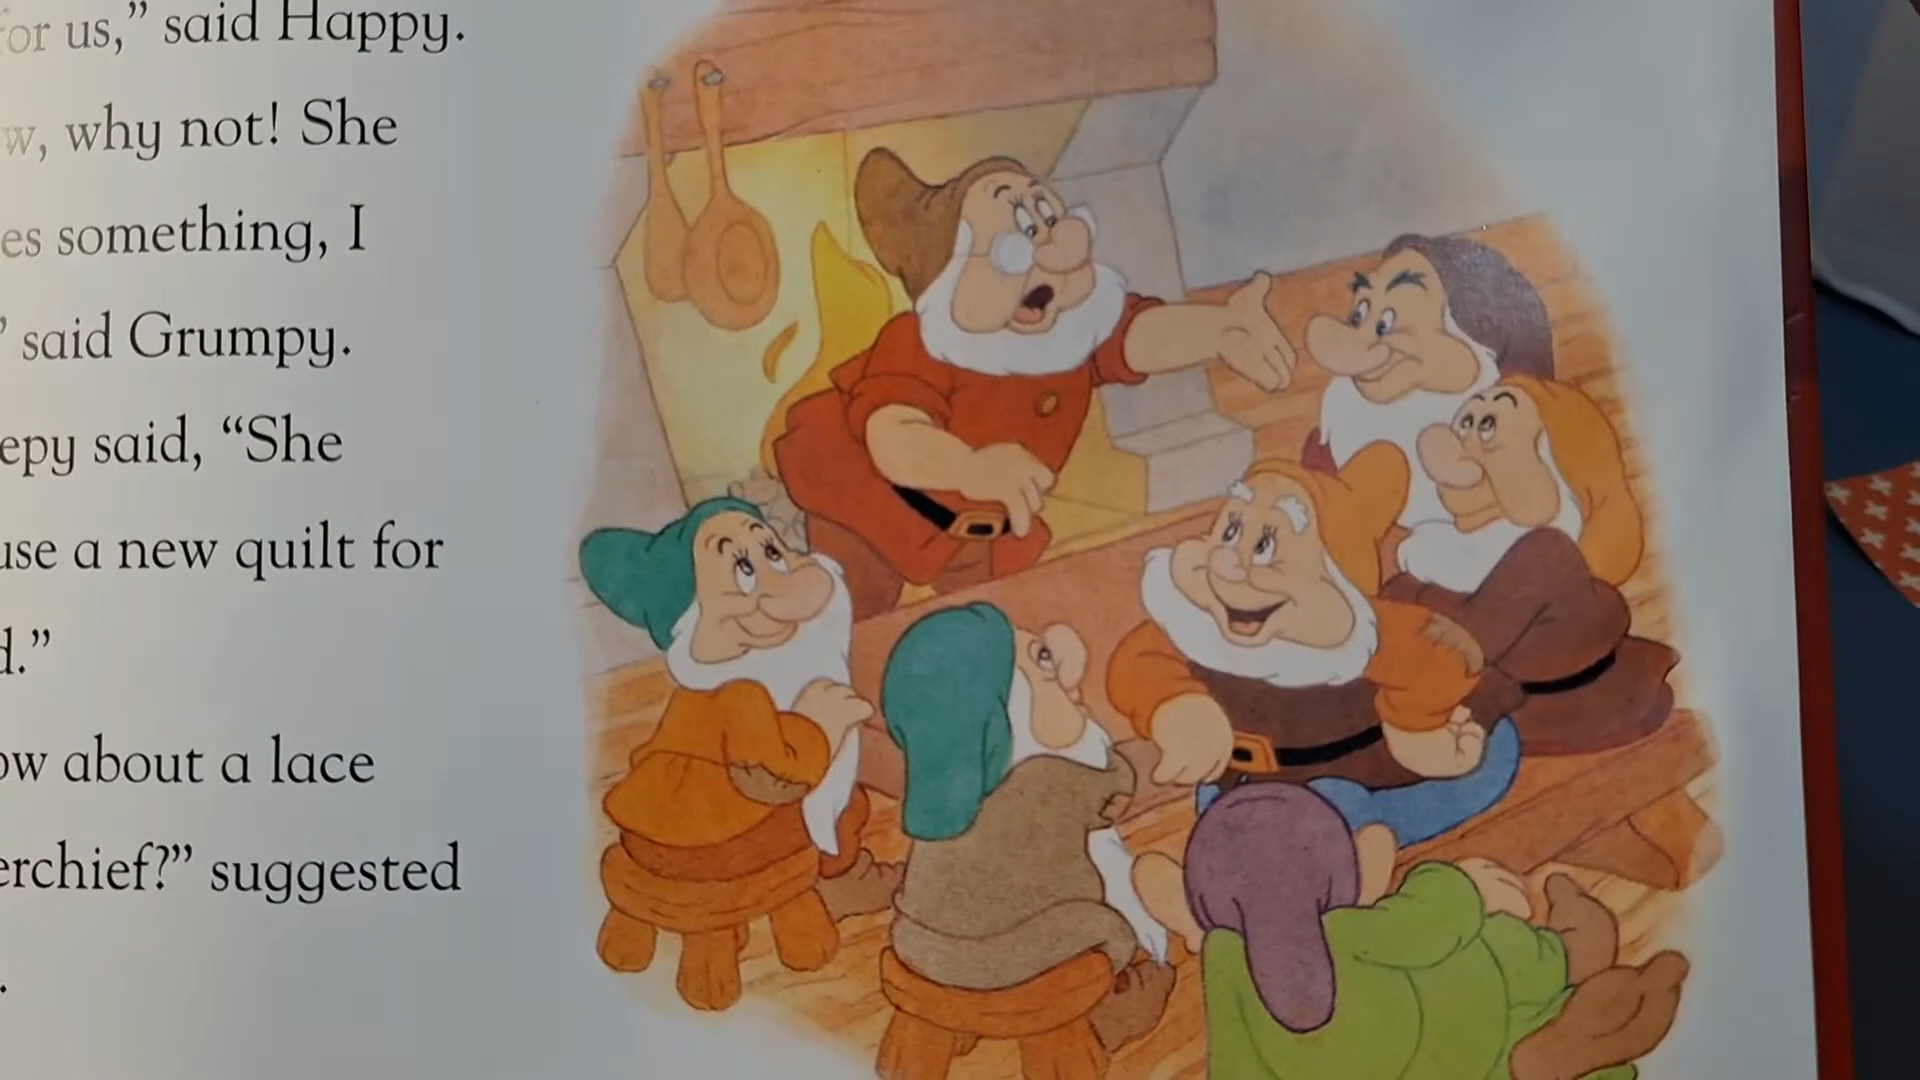 or us,” said Happy.
w, why not! She
es something, I
” said Grumpy.
epy said, “She
use a new quilt for
d.”
ow about a lace
erchief?” suggested
.